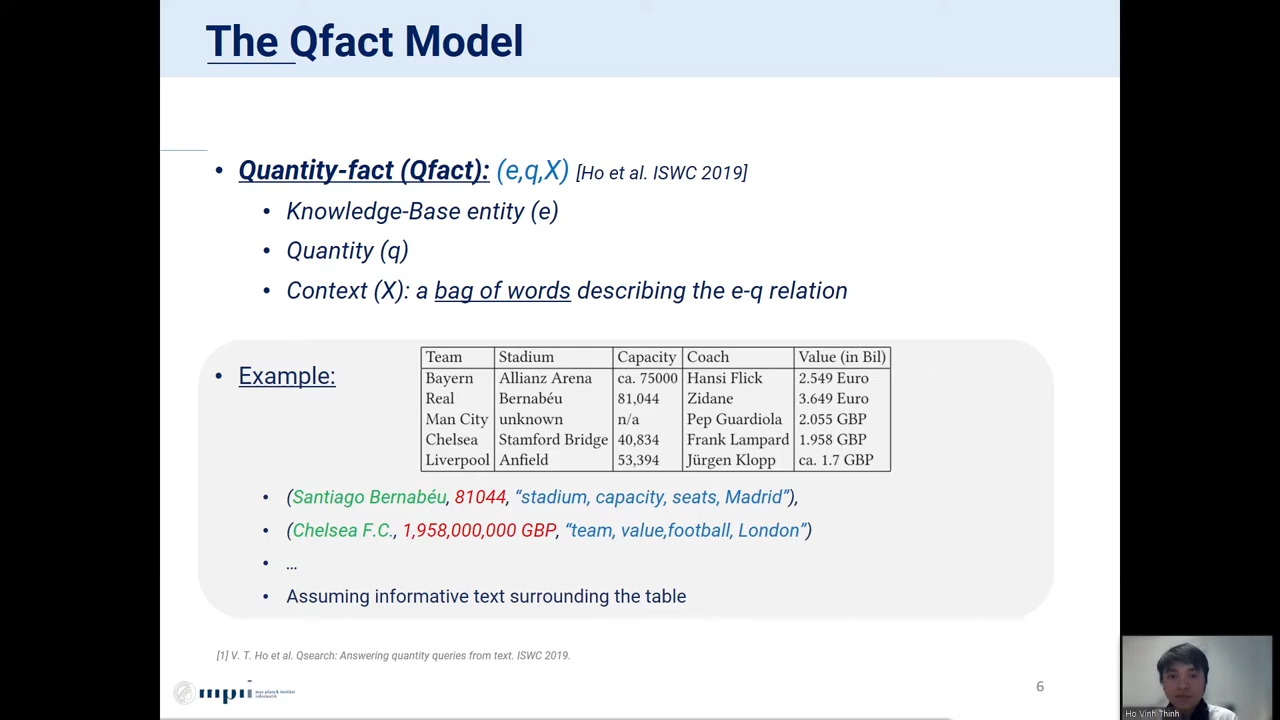 The Qfact Model
• Quantity-fact (Qfact): (e,q,X) [Ho et al. ISWC 2019]
• Knowledge-Base entity (e)
• Quantity (q)
• Context (X): a bag of words describing the e-q relation
• Example:
Team Stadium Capacity Coach Value (in Bil)
Bayern Allianz Arena ca. 75000 Hansi Flick 2.549 Euro
Real Bernabéu 81,044 Zidane 3.649 Euro
Man City unknown n/a Pep Guardiola 2.055 GBP
Chelsea Stamford Bridge 40,834 Frank Lampard 1.958 GBP
Liverpool Anfield 53,394 Jürgen Klopp ca. 1.7 GBP
• (Santiago Bernabéu, 81044, “stadium, capacity, seats, Madrid”),
• (Chelsea F.C., 1,958,000,000 GBP, “team, value,football, London”)
• …
• Assuming informative text surrounding the table
[1] V. T. Ho et al. Qsearch: Answering quantity queries from text. ISWC 2019.
mpii max planck institut
informatik
6
Ho Vinh Thinh